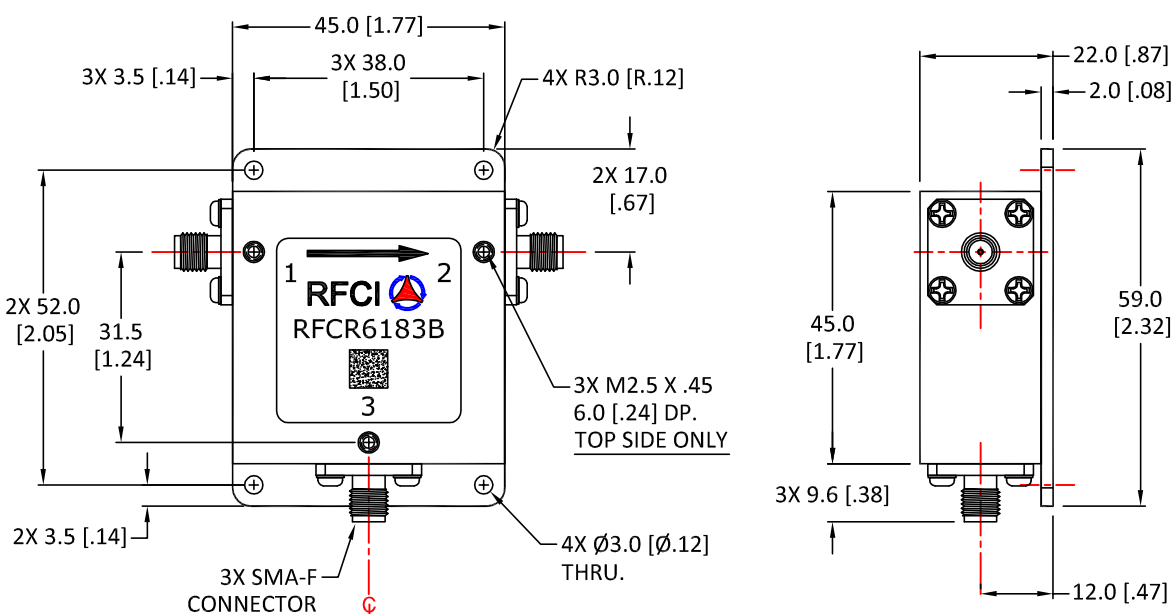 45.0 [1.77]
3X 38.0
[1.50]
3X 3.5 [.14]
4X R3.0 [R.12]
2X 17.0
[.67]
2X 52.0
[2.05]
31.5
[1.24]
1
2
RFCI
RFCR6183B
3
3X M2.5 X .45
6.0 [.24] DP.
TOP SIDE ONLY
2X 3.5 [.14]
4X Ø3.0 [Ø.12]
THRU.
3X SMA-F
CONNECTOR
22.0 [.87]
2.0 [.08]
45.0
[1.77]
59.0
[2.32]
3X 9.6 [.38]
12.0 [.47]